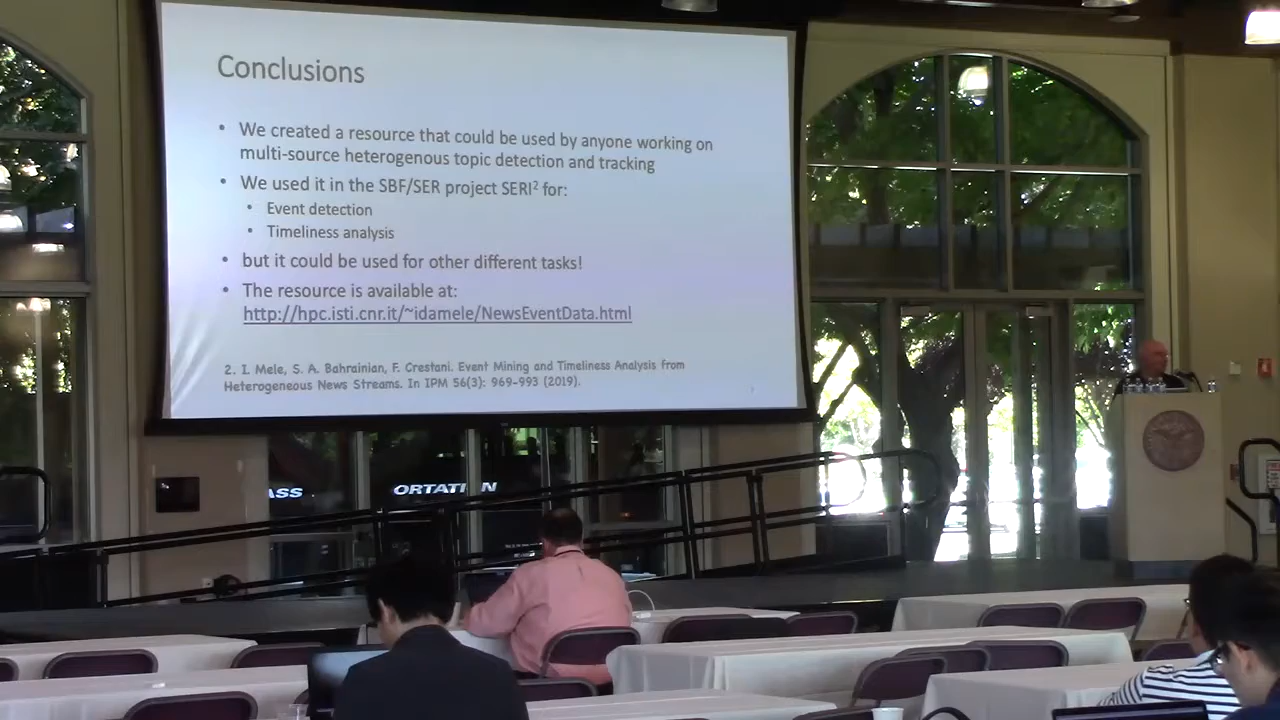 Conclusions
• We created a resource that could be used by anyone working on
multi-source heterogenous topic detection and tracking
• We used it in the SBF/SER project SERI² for:
• Event detection
• Timeliness analysis
• but it could be used for other different tasks!
• The resource is available at:
http://hpc.isti.cnr.it/~idamele/NewsEventData.html
2. I. Mele, S. A. Bahrainian, F. Crestani. Event Mining and Timeliness Analysis from
Heterogeneous News Streams. In IPM 56(3): 969-993 (2019).